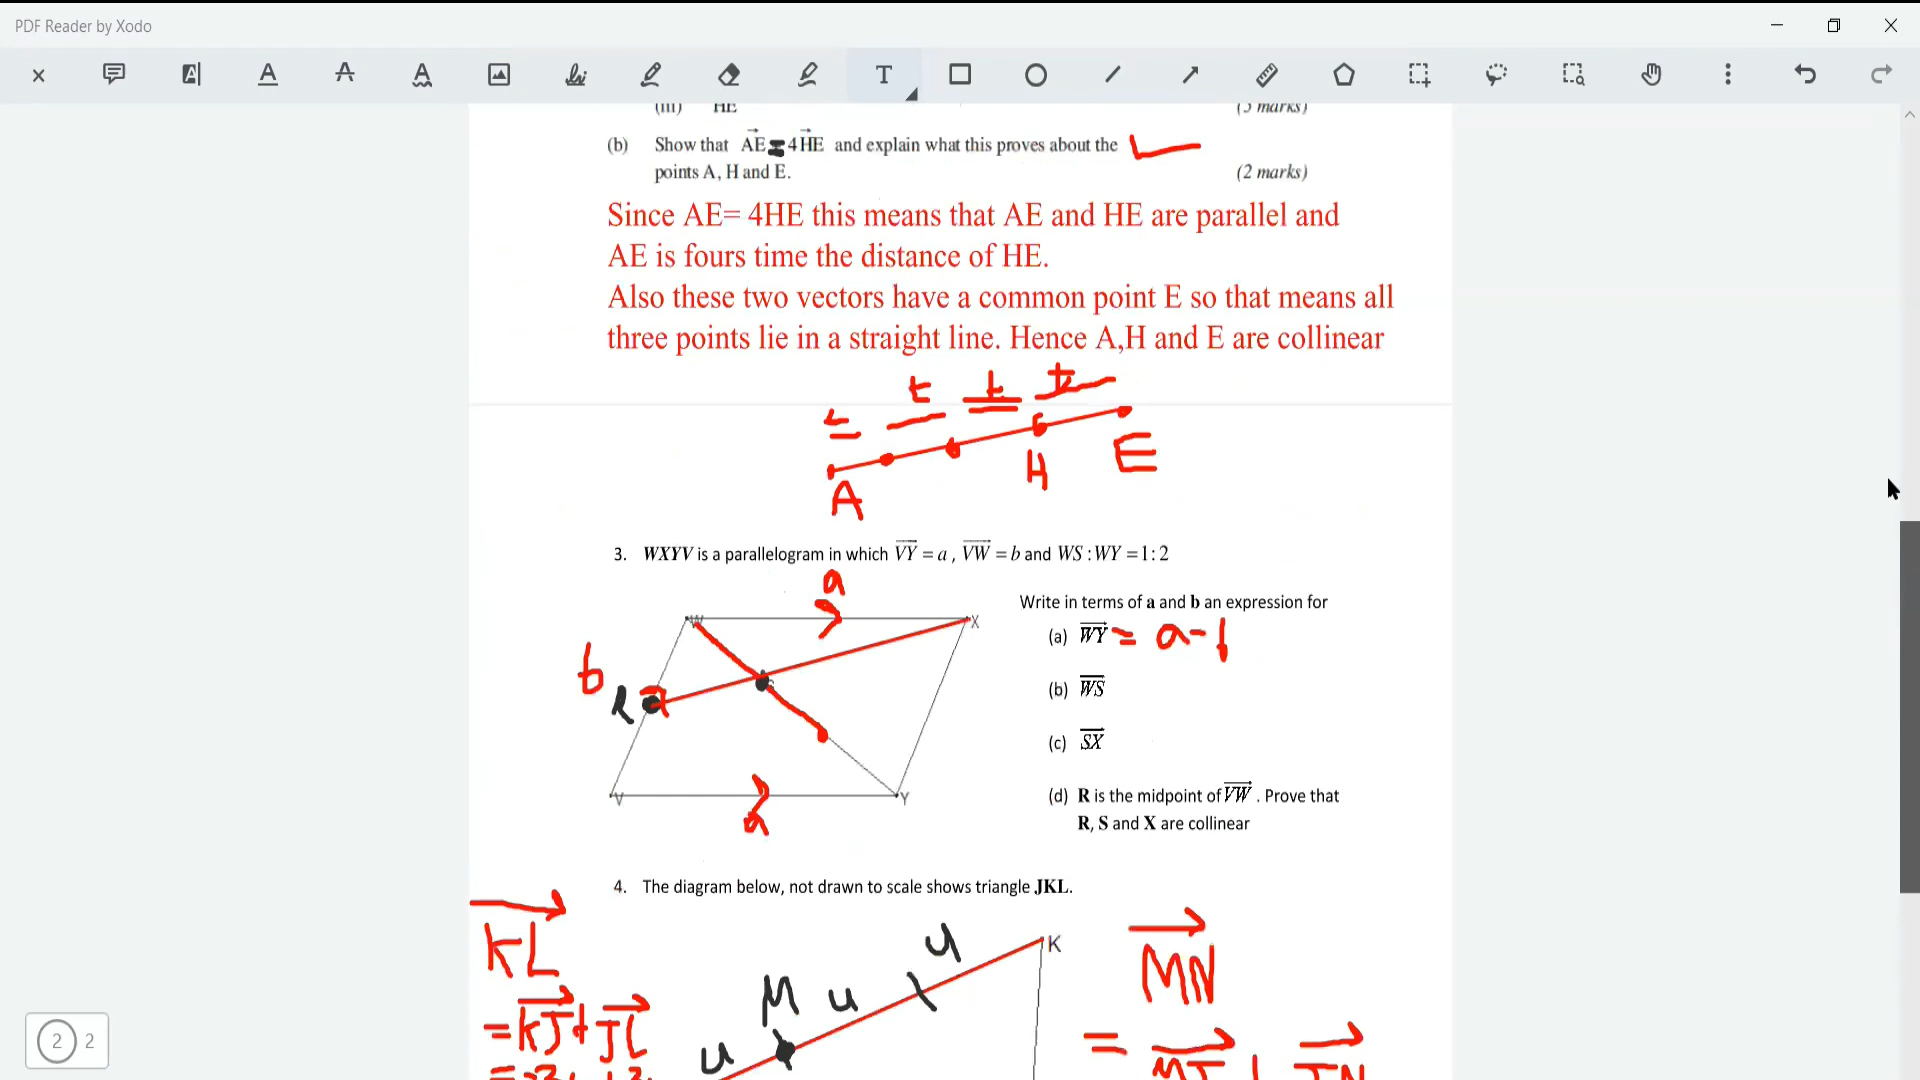 PDF Reader by Xodo
(iii) HE (3 marks)
(b) Show that AE = 4HE and explain what this proves about the
points A, H and E. (2 marks)
Since AE= 4HE this means that AE and HE are parallel and
AE is fours time the distance of HE.
Also these two vectors have a common point E so that means all
three points lie in a straight line. Hence A,H and E are collinear
t t t t
A H E
3. WXYV is a parallelogram in which VY = a , VW = b and WS : WY = 1 : 2
a
Write in terms of a and b an expression for
W X
(a) WY = a - b
b
R
(b) WS
(c) SX
V Y
a
(d) R is the midpoint of VW . Prove that
R, S and X are collinear
4. The diagram below, not drawn to scale shows triangle JKL.
KL
K
MN
M u u
= KJ + JL
u
=
2 2